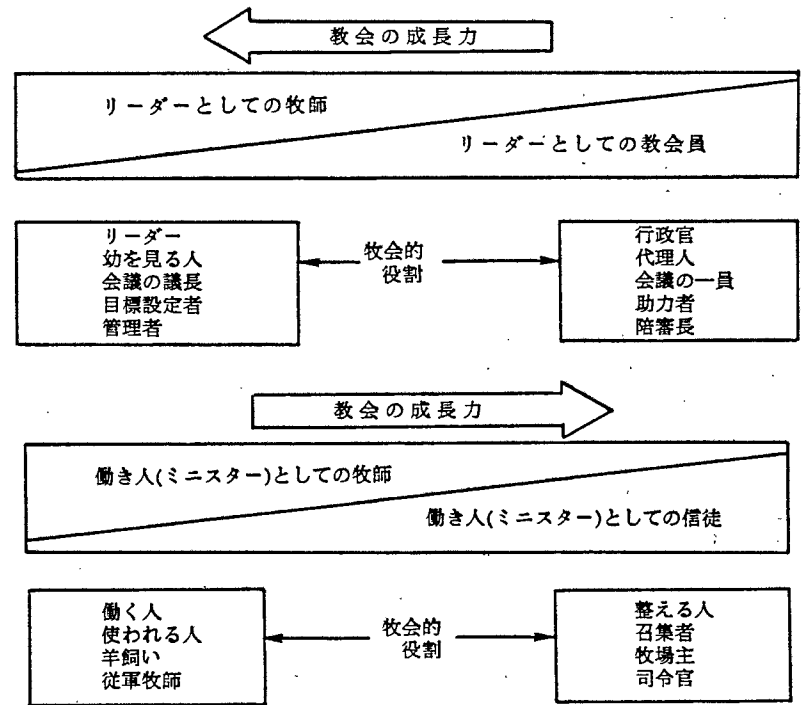 教会の成長力
リーダーとしての牧師
リーダーとしての教会員
リーダー
幼を見る人
会議の議長
目標設定者
管理者
牧会的
役割
行政官
代理人
会議の一員
助力者
陪審長
教会の成長力
働き人(ミニスター)としての牧師
働き人(ミニスター)としての信徒
働く人
使われる人
羊飼い
従軍牧師
牧会的
役割
整える人
召集者
牧場主
司令官